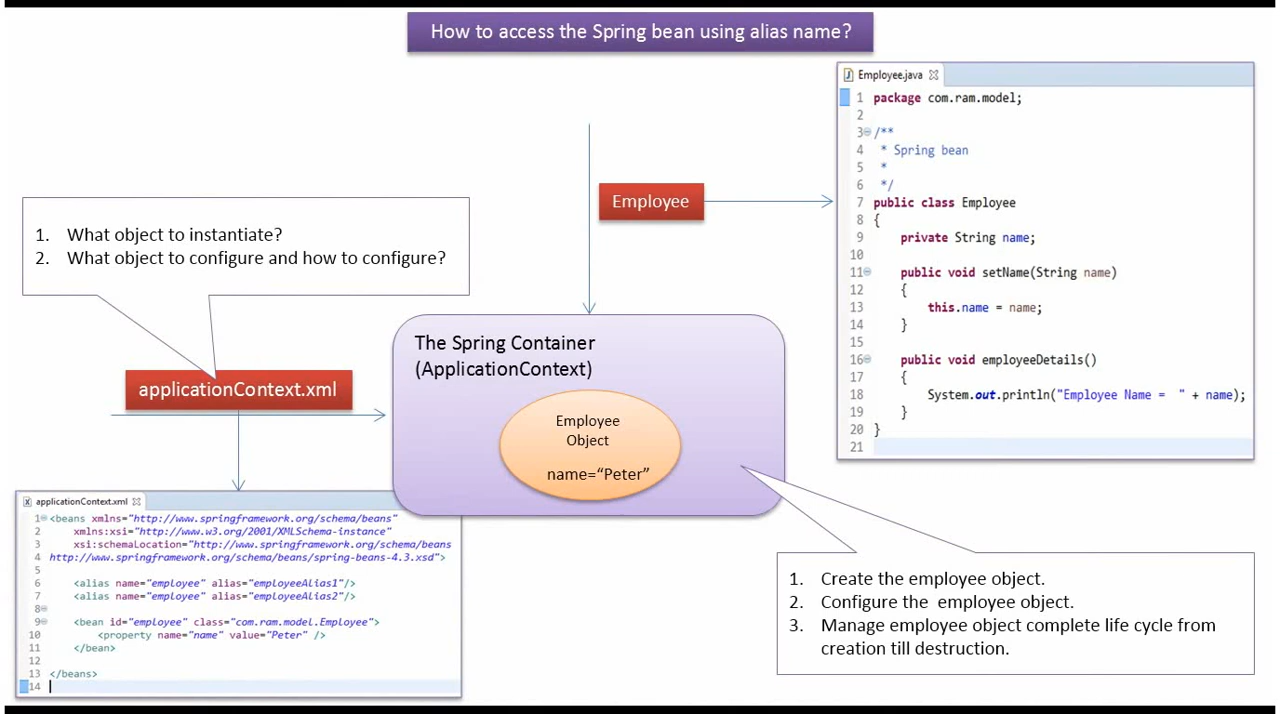 How to access the Spring bean using alias name?
Employee.java
1 package com.ram.model;
2
3 /**
4 * Spring bean
5 *
6 */
7 public class Employee
8 {
9 private String name;
10
11 public void setName(String name)
12 {
13 this.name = name;
14 }
15
16 public void employeeDetails()
17 {
18 System.out.println("Employee Name =  " + name);
19 }
20 }
21
Employee
1. What object to instantiate?
2. What object to configure and how to configure?
The Spring Container
(ApplicationContext)
Employee
Object
name=“Peter”
applicationContext.xml
applicationContext.xml
1 <beans xmlns="http://www.springframework.org/schema/beans"
2 xmlns:xsi="http://www.w3.org/2001/XMLSchema-instance"
3 xsi:schemaLocation="http://www.springframework.org/schema/beans
4 http://www.springframework.org/schema/beans/spring-beans-4.3.xsd">
5
6 <alias name="employee" alias="employeeAlias1"/>
7 <alias name="employee" alias="employeeAlias2"/>
8
9 <bean id="employee" class="com.ram.model.Employee">
10 <property name="name" value="Peter" />
11 </bean>
12
13 </beans>
14
1. Create the employee object.
2. Configure the  employee object.
3. Manage employee object complete life cycle from
creation till destruction.